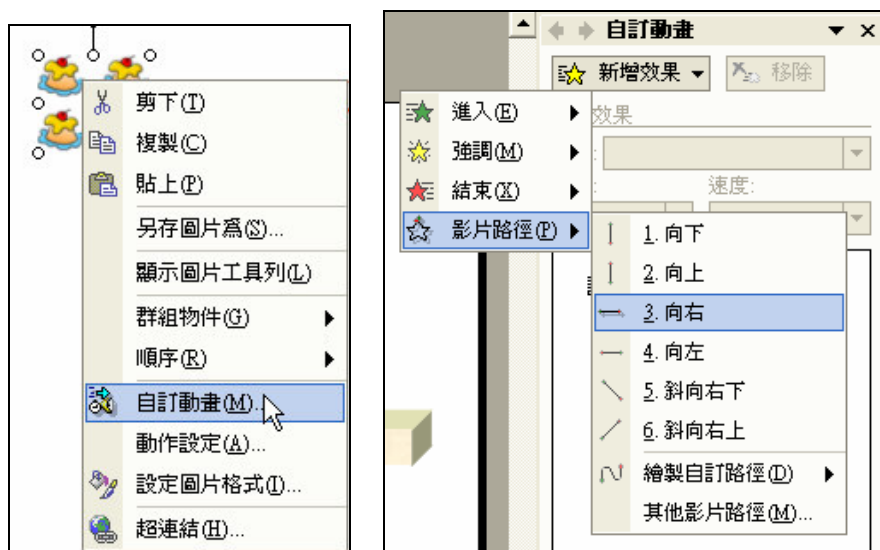 剪下(T)
複製(C)
貼上(P)
另存圖片為(S)...
顯示圖片工具列(L)
群組物件(G)
順序(R)
自訂動畫(M)...
動作設定(A)...
設定圖片格式(I)...
超連結(H)...
自訂動畫
新增效果
移除
效果
進入(E)
強調(M)
結束(X)
影片路徑(P)
速度:
1. 向下
2. 向上
3. 向右
4. 向左
5. 斜向右下
6. 斜向右上
繪製自訂路徑(D)
其他影片路徑(M)...